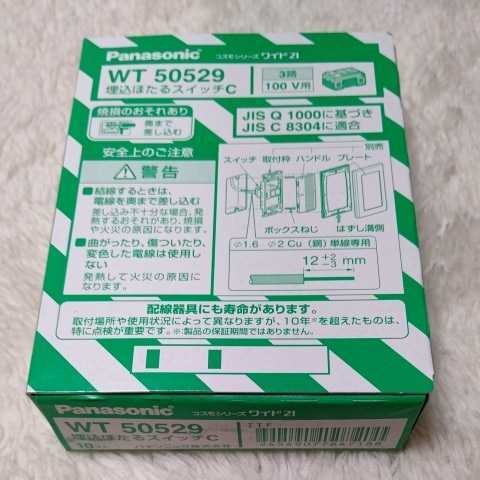 Panasonic コスモシリーズ ワイド21
WT 50529
埋込ほたるスイッチC
3路
100 V用
焼損のおそれあり
奥まで
差し込む
JIS Q 1000に基づき
JIS C 8304に適合
安全上のご注意
警告
■結線するときは、
電線を奥まで差し込む
差し込み不十分な場合、発
熱するおそれがあり、焼損
や火災の原因になります。
■曲がったり、傷ついたり、
変色した電線は使用し
ない
発熱して火災の原因に
なります。
別売
スイッチ 取付枠 ハンドル プレート
ボックスねじ
はずし溝側
∅1.6 ∅2 Cu (銅) 単線専用
12 +2 -3 mm
配線器具にも寿命があります。
取付場所や使用状況によって異なりますが、10年※を超えたものは、
特に点検が重要です。※:製品の保証期間ではありません。
Panasonic コスモシリーズ ワイド21
WT 50529
埋込ほたるスイッチC